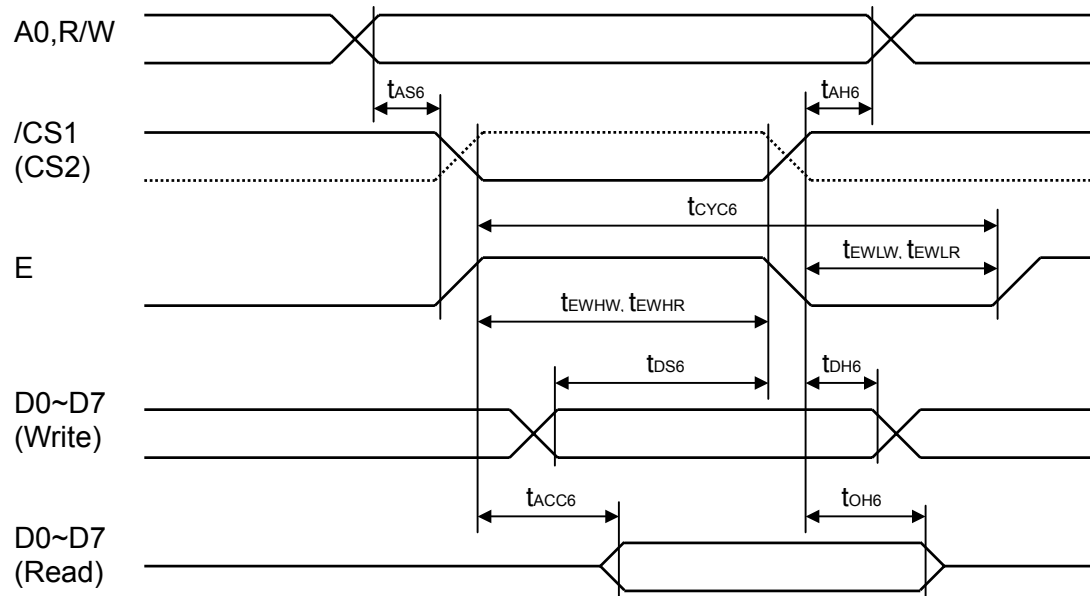 A0,R/W
tAS6
tAH6
/CS1
(CS2)
tCYC6
tEWLW, tEWLR
E
tEWHW, tEWHR
tDS6
tDH6
D0~D7
(Write)
tACC6
tOH6
D0~D7
(Read)